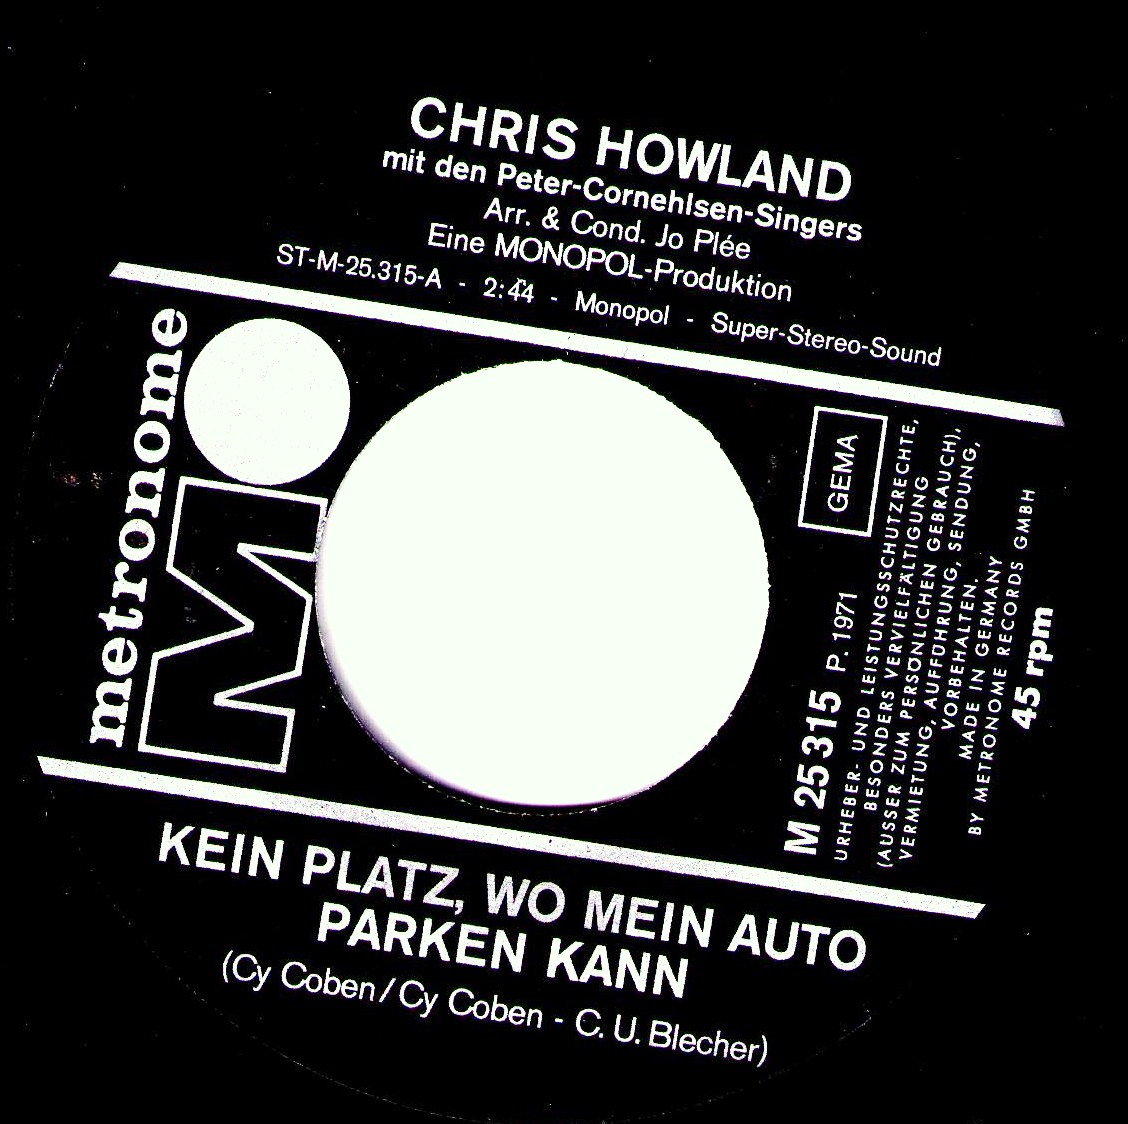 CHRIS HOWLAND
mit den Peter-Cornehlsen-Singers
Arr. & Cond. Jo Plée
Eine MONOPOL-Produktion
ST-M-25.315-A - 2:44 - Monopol - Super-Stereo-Sound
metronome
M
GEMA
M 25315 P. 1971
URHEBER- UND LEISTUNGSSCHUTZRECHTE,
BESONDERS VERVIELFÄLTIGUNG
(AUSSER ZUM PERSÖNLICHEN GEBRAUCH),
VERMIETUNG, AUFFÜHRUNG, SENDUNG,
VORBEHALTEN.
MADE IN GERMANY
BY METRONOME RECORDS GMBH
45 rpm
KEIN PLATZ, WO MEIN AUTO
PARKEN KANN
(Cy Coben/Cy Coben - C. U. Blecher)